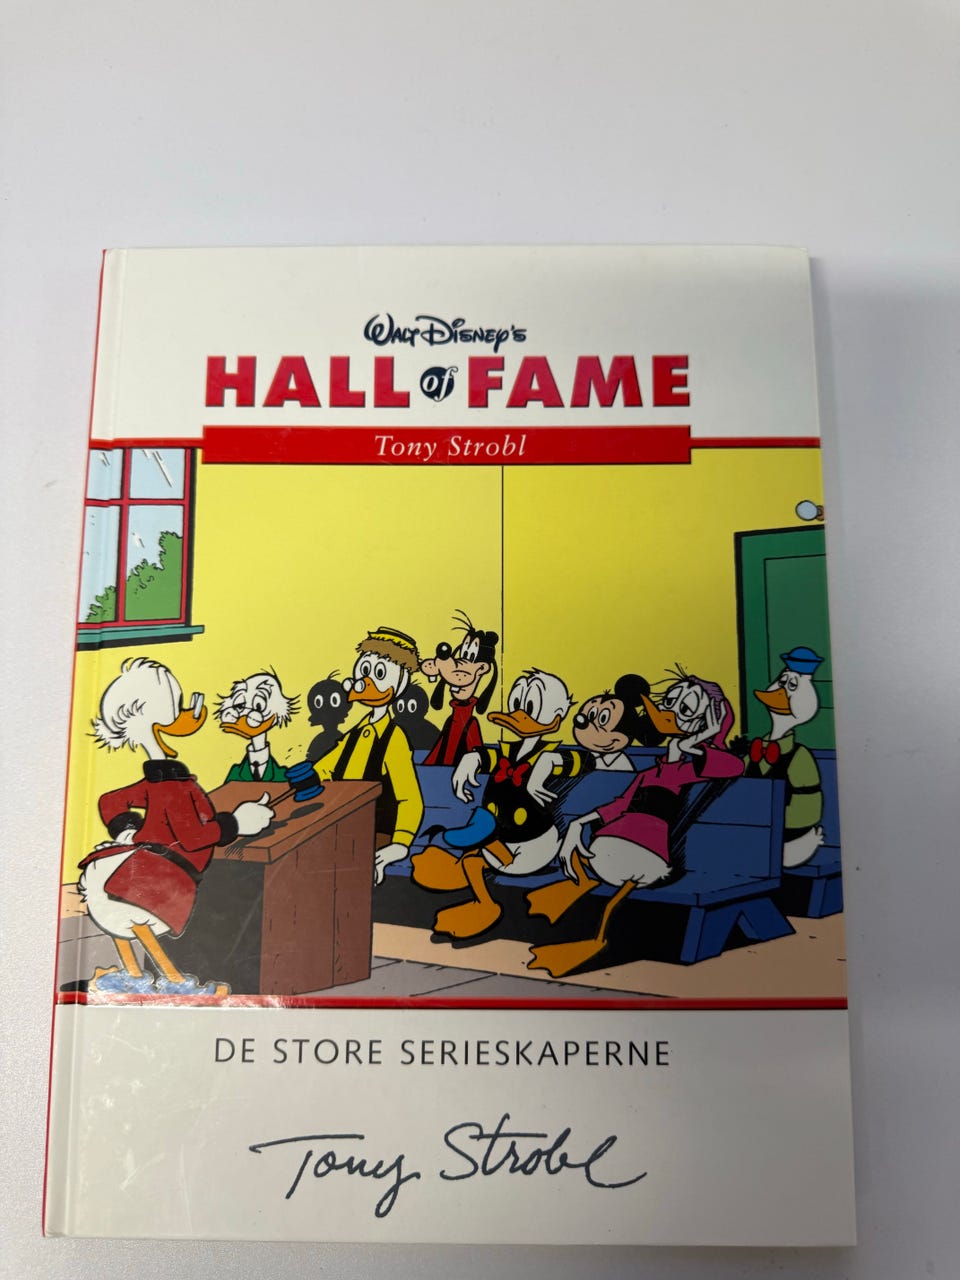 WALT DISNEY'S
HALL of FAME
Tony Strobl
DE STORE SERIESKAPERNE
Tony Strobl